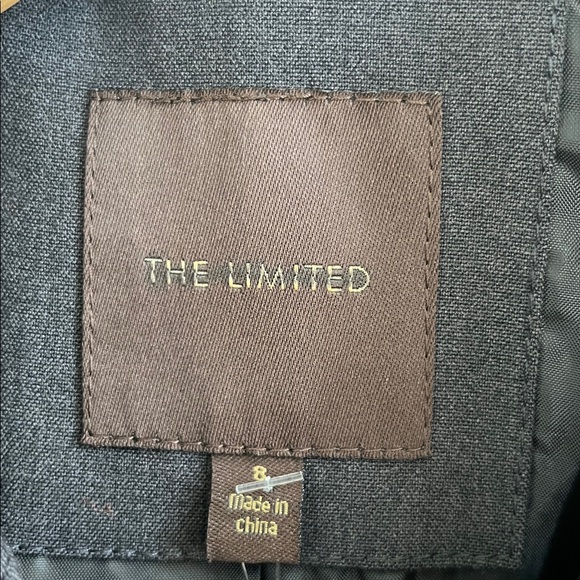 THE LIMITED
8
made in
china